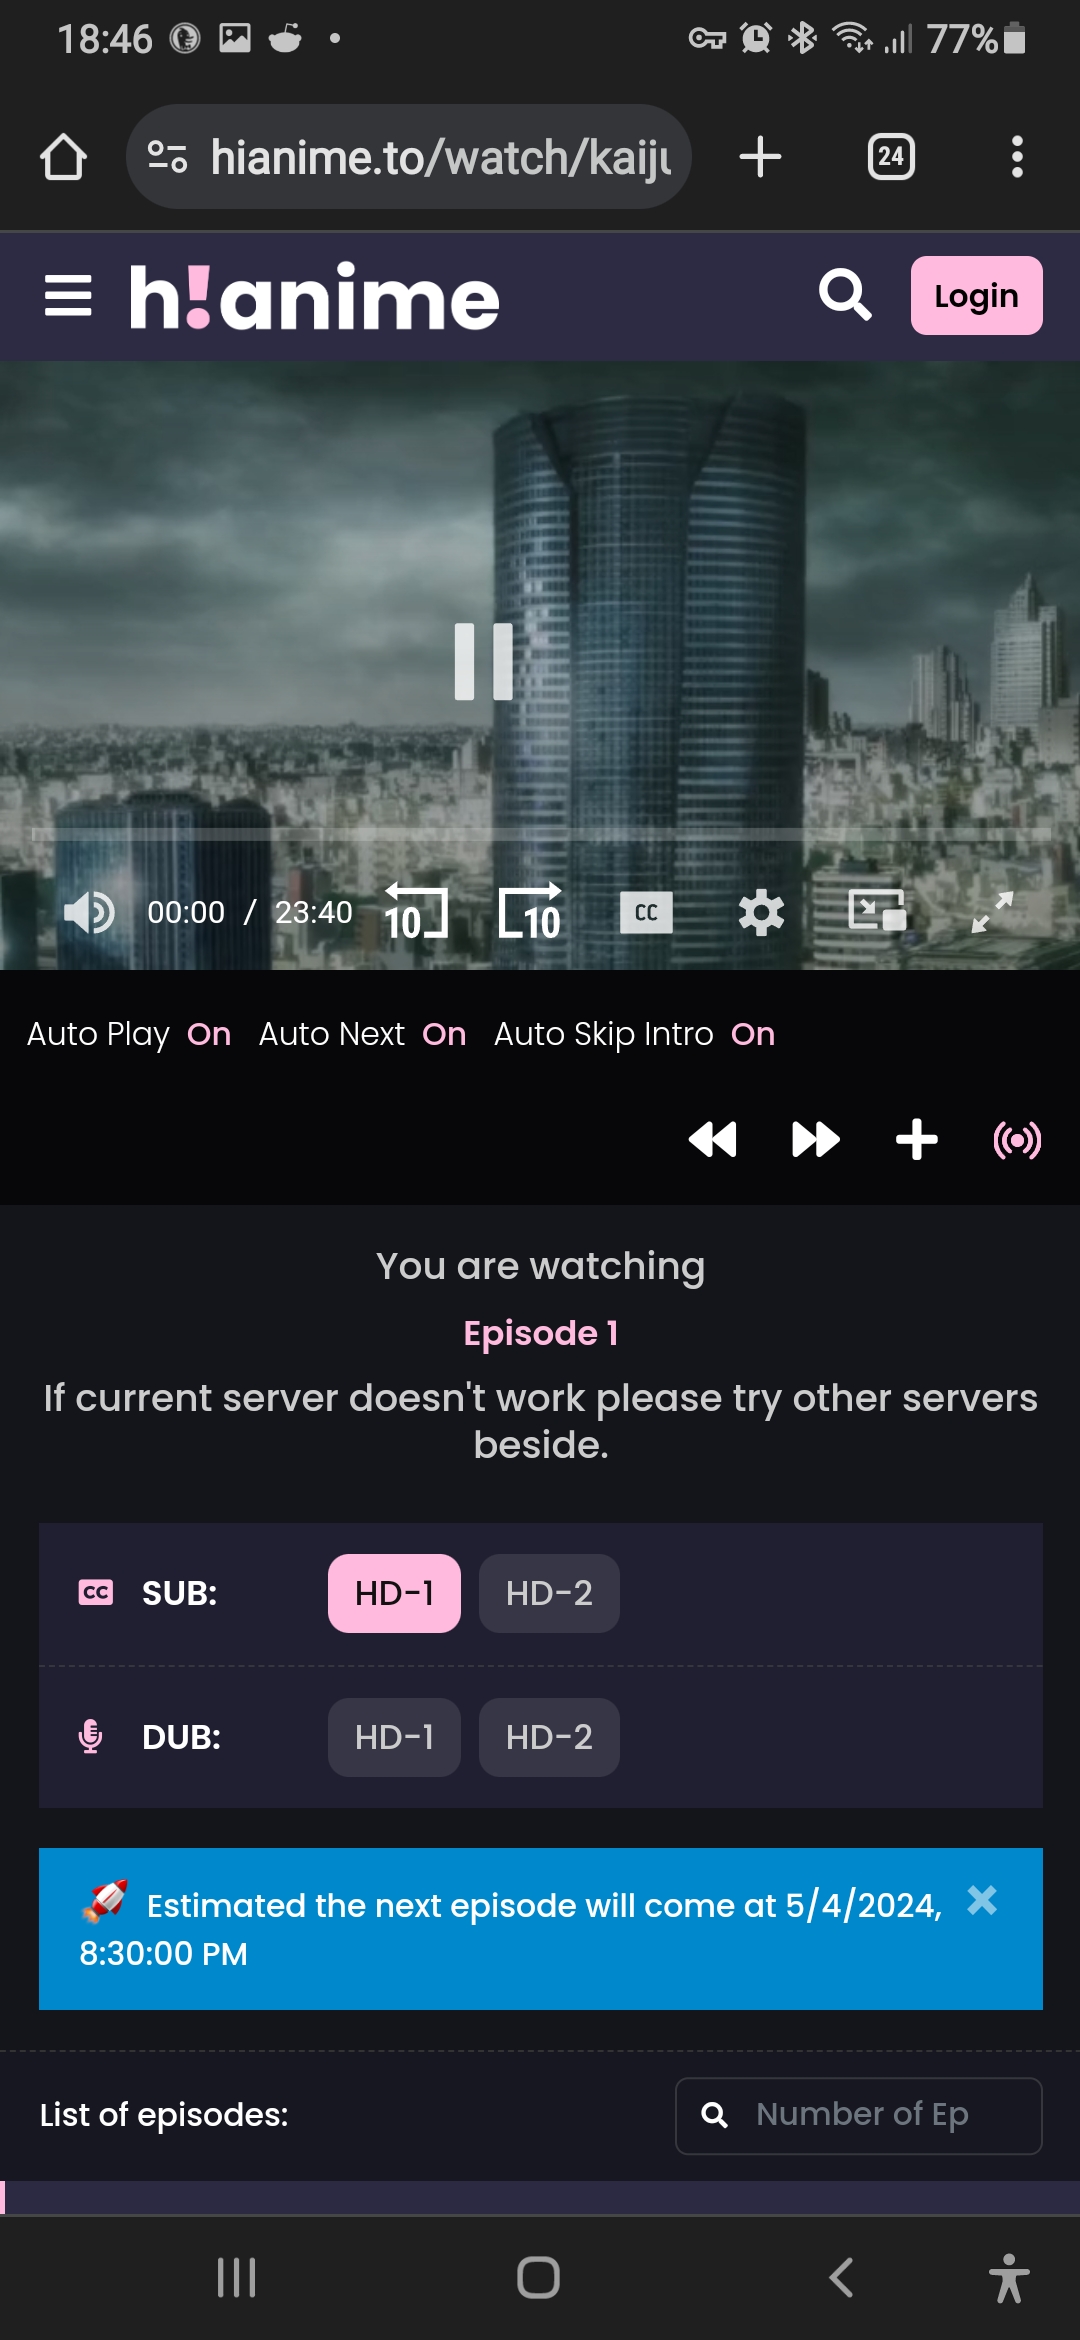 18:46 77%
hianime.to/watch/kaiju 24
h!anime Login
00:00 / 23:40 10 10 CC
Auto Play On Auto Next On Auto Skip Intro On
You are watching
Episode 1
If current server doesn't work please try other servers
beside.
CC SUB: HD-1 HD-2
DUB: HD-1 HD-2
Estimated the next episode will come at 5/4/2024,
8:30:00 PM
List of episodes: Number of Ep